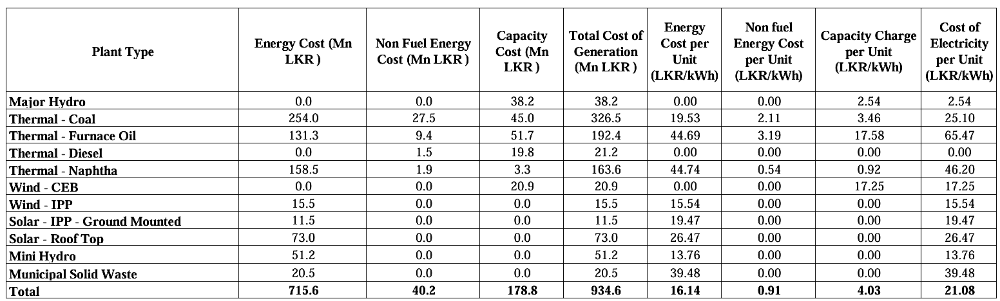 Plant Type Energy Cost (Mn LKR ) Non Fuel Energy Cost (Mn LKR ) Capacity Cost (Mn LKR ) Total Cost of Generation (Mn LKR ) Energy Cost per Unit (LKR/kWh) Non fuel Energy Cost per Unit (LKR/kWh) Capacity Charge per Unit (LKR/kWh) Cost of Electricity per Unit (LKR/kWh)
Major Hydro 0.0 0.0 38.2 38.2 0.00 0.00 2.54 2.54
Thermal - Coal 254.0 27.5 45.0 326.5 19.53 2.11 3.46 25.10
Thermal - Furnace Oil 131.3 9.4 51.7 192.4 44.69 3.19 17.58 65.47
Thermal - Diesel 0.0 1.5 19.8 21.2 0.00 0.00 0.00 0.00
Thermal - Naphtha 158.5 1.9 3.3 163.6 44.74 0.54 0.92 46.20
Wind - CEB 0.0 0.0 20.9 20.9 0.00 0.00 17.25 17.25
Wind - IPP 15.5 0.0 0.0 15.5 15.54 0.00 0.00 15.54
Solar - IPP - Ground Mounted 11.5 0.0 0.0 11.5 19.47 0.00 0.00 19.47
Solar - Roof Top 73.0 0.0 0.0 73.0 26.47 0.00 0.00 26.47
Mini Hydro 51.2 0.0 0.0 51.2 13.76 0.00 0.00 13.76
Municipal Solid Waste 20.5 0.0 0.0 20.5 39.48 0.00 0.00 39.48
Total 715.6 40.2 178.8 934.6 16.14 0.91 4.03 21.08